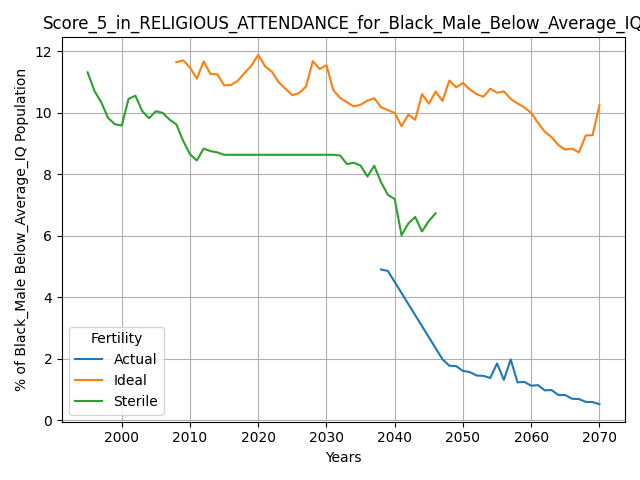 Score_5_in_RELIGIOUS_ATTENDANCE_for_Black_Male_Below_Average_IQ
% of Black_Male Below_Average_IQ Population
12
10
8
6
4
2
0
Fertility
Actual
Ideal
Sterile
2000 2010 2020 2030 2040 2050 2060 2070
Years